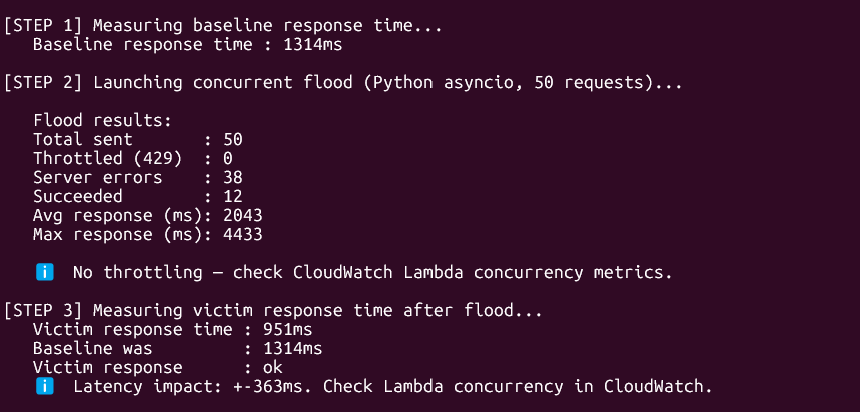 [STEP 1] Measuring baseline response time...
Baseline response time : 1314ms
[STEP 2] Launching concurrent flood (Python asyncio, 50 requests)...
Flood results:
Total sent : 50
Throttled (429) : 0
Server errors : 38
Succeeded : 12
Avg response (ms): 2043
Max response (ms): 4433
ℹ No throttling — check CloudWatch Lambda concurrency metrics.
[STEP 3] Measuring victim response time after flood...
Victim response time : 951ms
Baseline was : 1314ms
Victim response : ok
ℹ Latency impact: +-363ms. Check Lambda concurrency in CloudWatch.